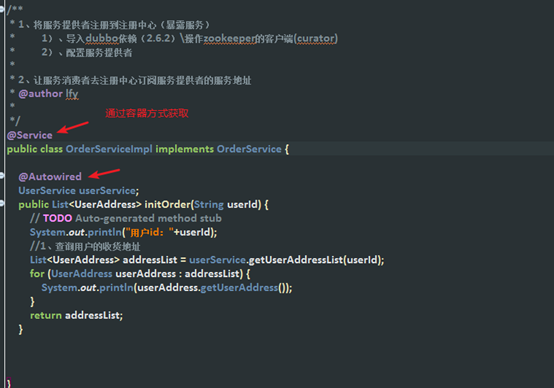 /**
* 1、将服务提供者注册到注册中心（暴露服务）
* 1）、导入dubbo依赖（2.6.2）\操作zookeeper的客户端(curator)
* 2）、配置服务提供者
*
* 2、让服务消费者去注册中心订阅服务提供者的服务地址
* @author lfy
*
*/
通过容器方式获取
@Service
public class OrderServiceImpl implements OrderService {
@Autowired
UserService userService;
public List<UserAddress> initOrder(String userId) {
// TODO Auto-generated method stub
System.out.println("用户id："+userId);
//1、查询用户的收货地址
List<UserAddress> addressList = userService.getUserAddressList(userId);
for (UserAddress userAddress : addressList) {
System.out.println(userAddress.getUserAddress());
}
return addressList;
}
}